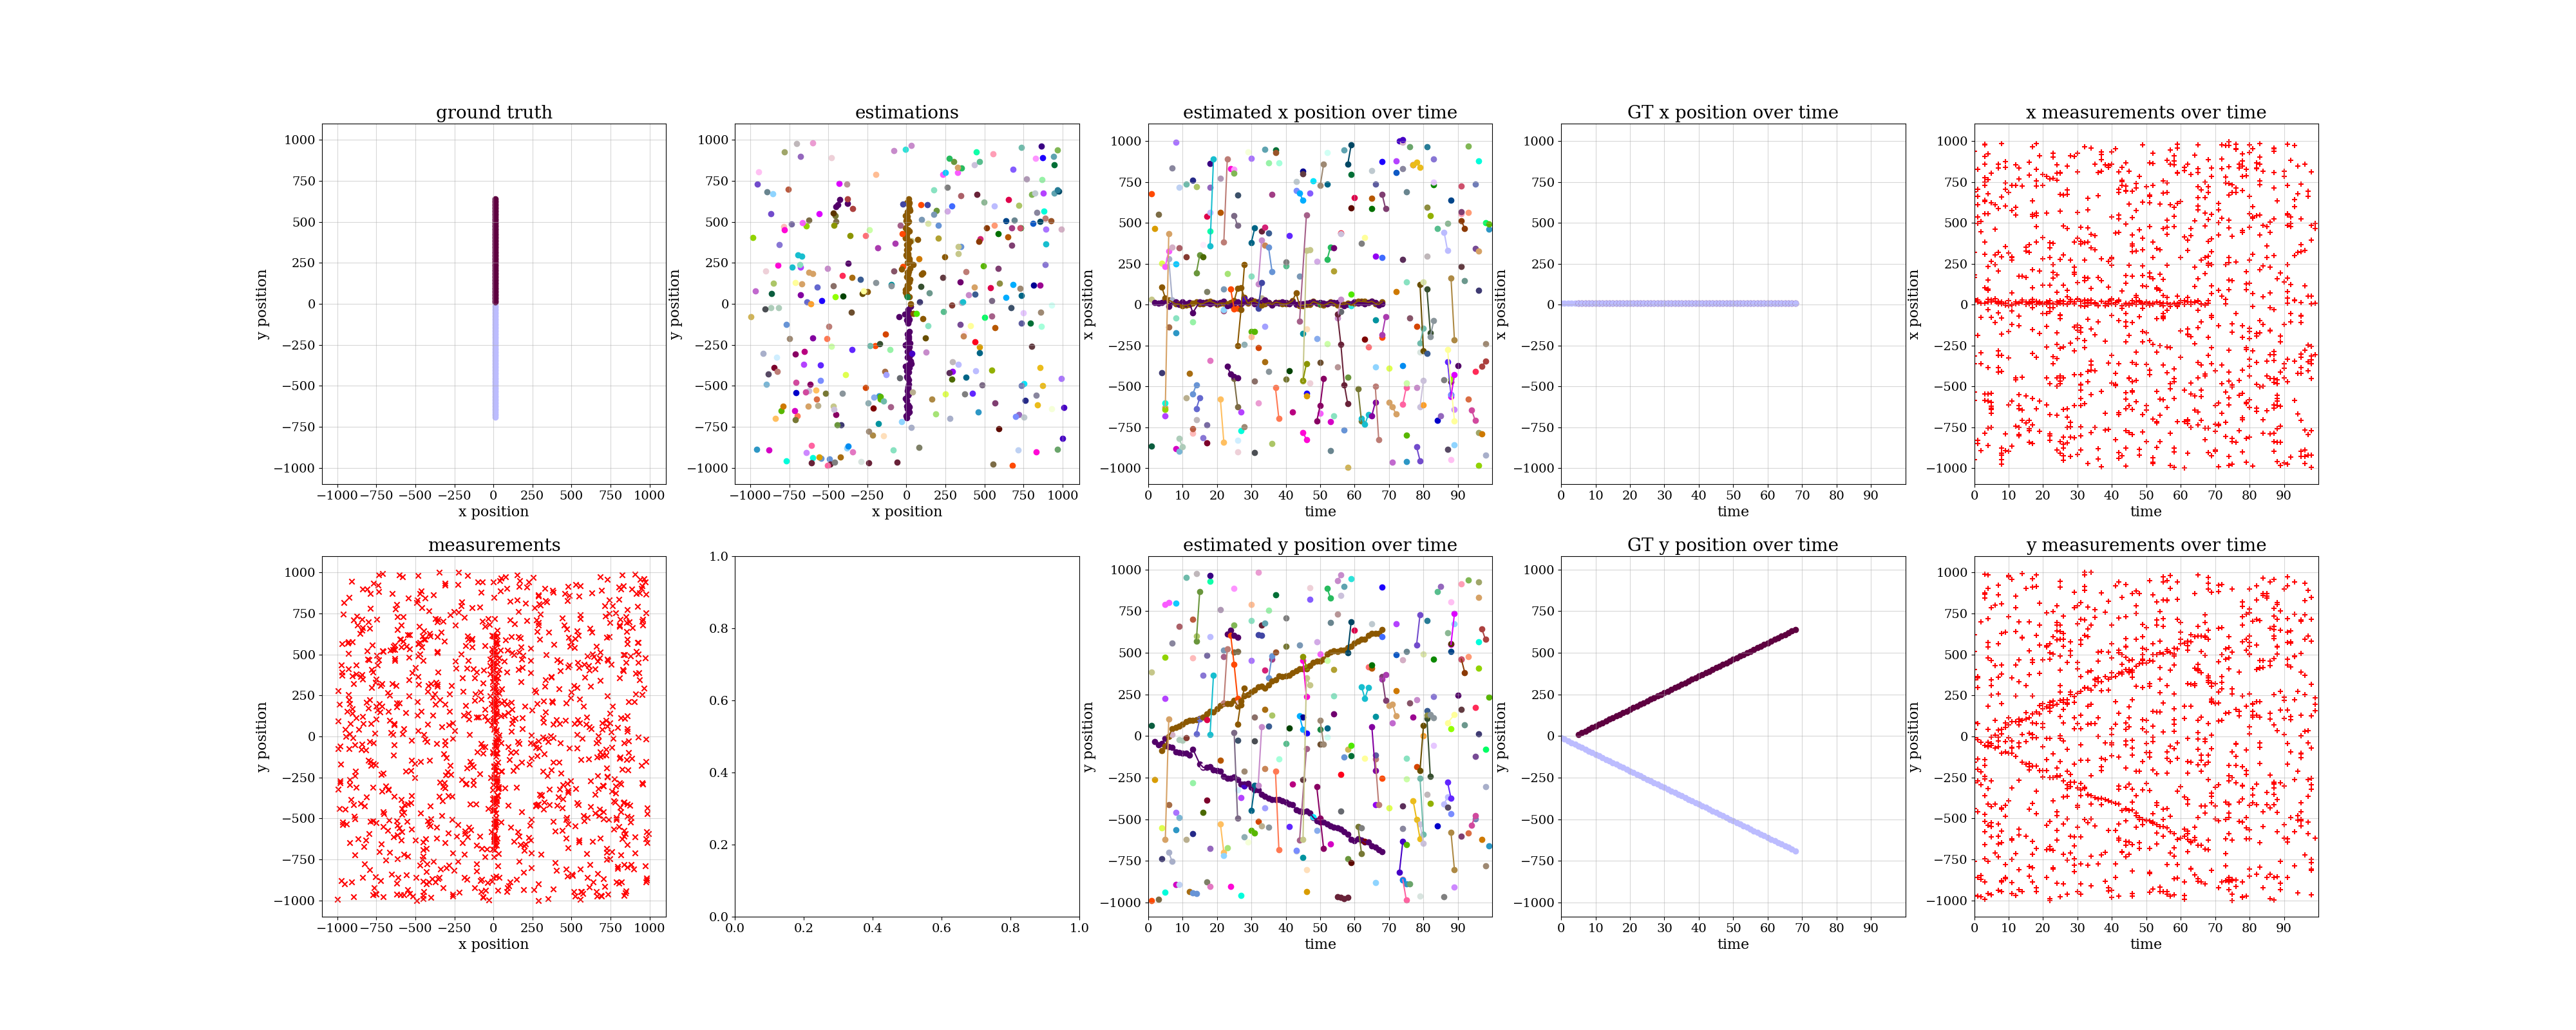 ground truth
estimations
estimated x position over time
GT x position over time
x measurements over time
1000
750
500
250
0
−250
−500
−750
−1000
y position
−1000 −750 −500 −250 0 250 500 750 1000
x position
1000
750
500
250
0
−250
−500
−750
−1000
y position
−1000 −750 −500 −250 0 250 500 750 1000
x position
1000
750
500
250
0
−250
−500
−750
−1000
x position
0 10 20 30 40 50 60 70 80 90
time
1000
750
500
250
0
−250
−500
−750
−1000
x position
0 10 20 30 40 50 60 70 80 90
time
1000
750
500
250
0
−250
−500
−750
−1000
x position
0 10 20 30 40 50 60 70 80 90
time
measurements
estimated y position over time
GT y position over time
y measurements over time
1000
750
500
250
0
−250
−500
−750
−1000
y position
−1000 −750 −500 −250 0 250 500 750 1000
x position
1.0
0.8
0.6
0.4
0.2
0.0
0.0 0.2 0.4 0.6 0.8 1.0
1000
750
500
250
0
−250
−500
−750
−1000
y position
0 10 20 30 40 50 60 70 80 90
time
1000
750
500
250
0
−250
−500
−750
−1000
y position
0 10 20 30 40 50 60 70 80 90
time
1000
750
500
250
0
−250
−500
−750
−1000
y position
0 10 20 30 40 50 60 70 80 90
time